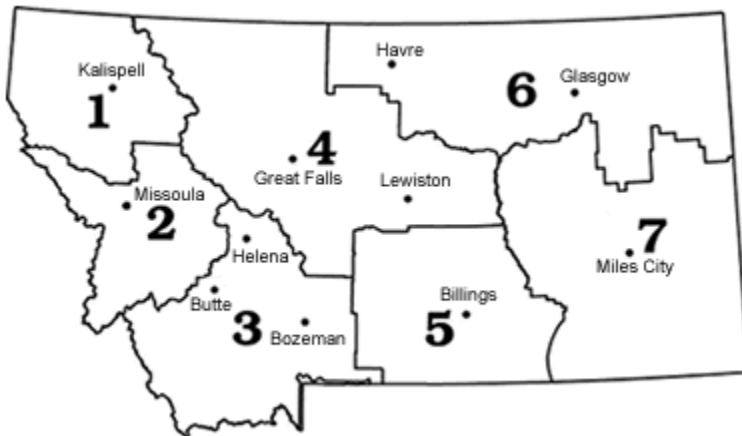 Havre
Kalispell
6
Glasgow
1
4
Great Falls
Missoula
Lewiston
2
7
Helena
Miles City
Butte
Billings
3
5
Bozeman